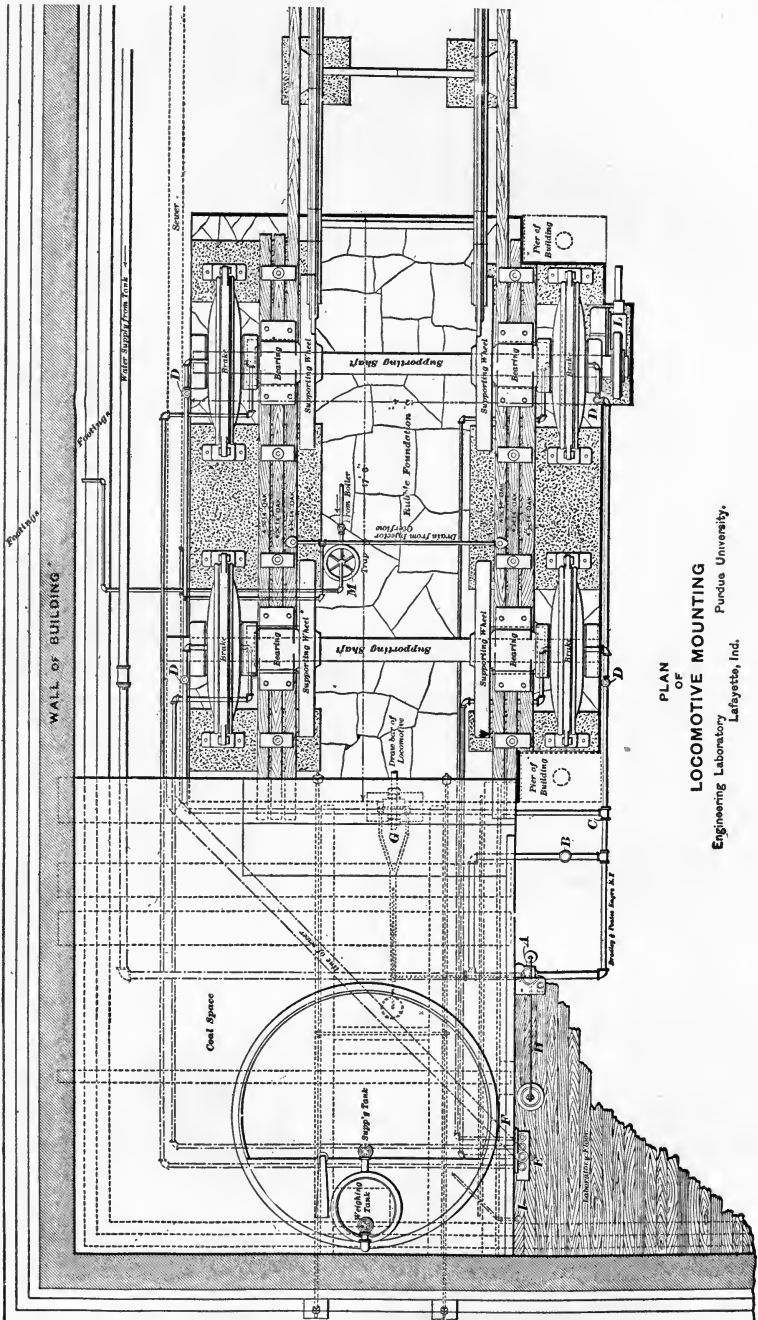 Footings
WALL OF BUILDING
Footings
Water Supply from Tank
Sewer
Brake
Brake
D
D
Bearing
Bearing
Supporting Wheel
Supporting Wheel
Supporting Shaft
Supporting Shaft
Rubble Foundation
Drain from Injector
Overflow
from Boiler
M
Trap
Supporting Wheel
Supporting Wheel
Bearing
Bearing
Brake
Brake
D
D
L
Pier of
Building
Pier of
Building
Draw bar of
Locomotive
G
C
B
A
H
Line of sewer
Coal Space
Supp'y Tank
Weighing
Tank
F
F
I
Laboratory Floor
PLAN
OF
LOCOMOTIVE MOUNTING
Engineering Laboratory Purdue University.
Lafayette, Ind.